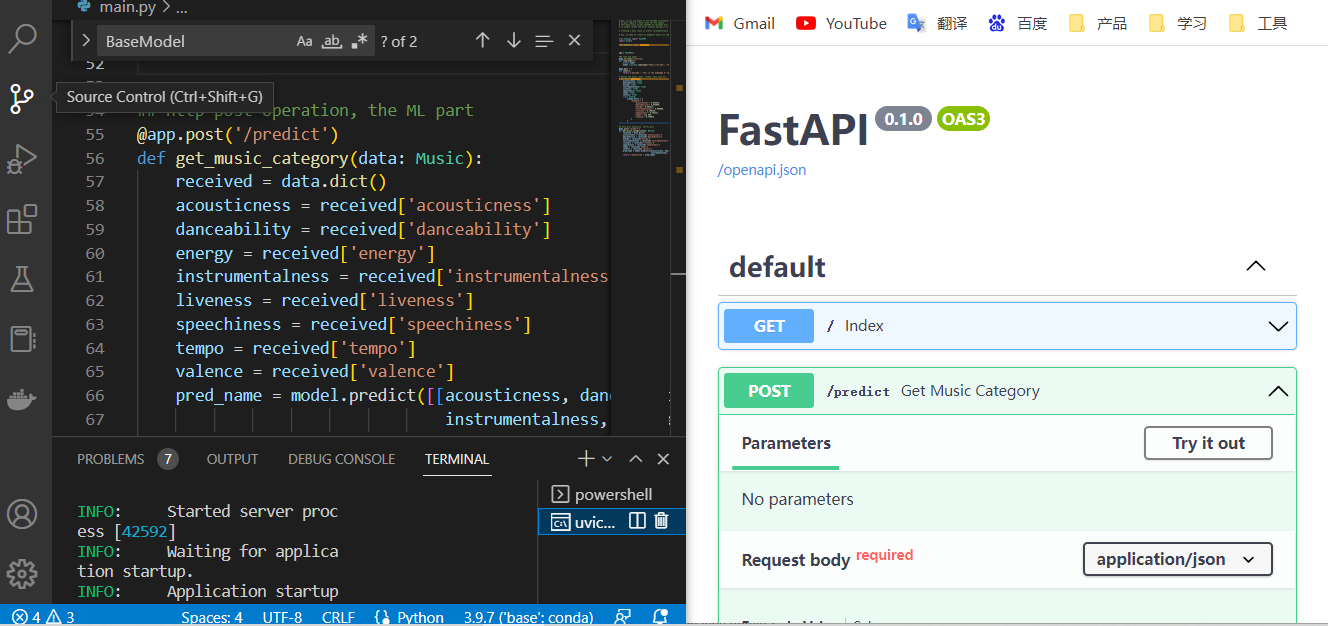 main.py > ...
BaseModel Aa ab .* ? of 2
52
Source Control (Ctrl+Shift+G)
operation, the ML part
55 @app.post('/predict')
56 def get_music_category(data: Music):
57 received = data.dict()
58 acousticness = received['acousticness']
59 danceability = received['danceability']
60 energy = received['energy']
61 instrumentalness = received['instrumentalness
62 liveness = received['liveness']
63 speechiness = received['speechiness']
64 tempo = received['tempo']
65 valence = received['valence']
66 pred_name = model.predict([[acousticness, dan
67 instrumentalness,
PROBLEMS 7 OUTPUT DEBUG CONSOLE TERMINAL
powershell
uvic...
INFO: Started server proc
ess [42592]
INFO: Waiting for applica
tion startup.
INFO: Application startup
4 3 Spaces: 4 UTF-8 CRLF Python 3.9.7 ('base': conda)
Gmail YouTube 翻译 百度 产品 学习 工具
FastAPI 0.1.0 OAS3
/openapi.json
default
GET / Index
POST /predict Get Music Category
Parameters Try it out
No parameters
Request body required application/json